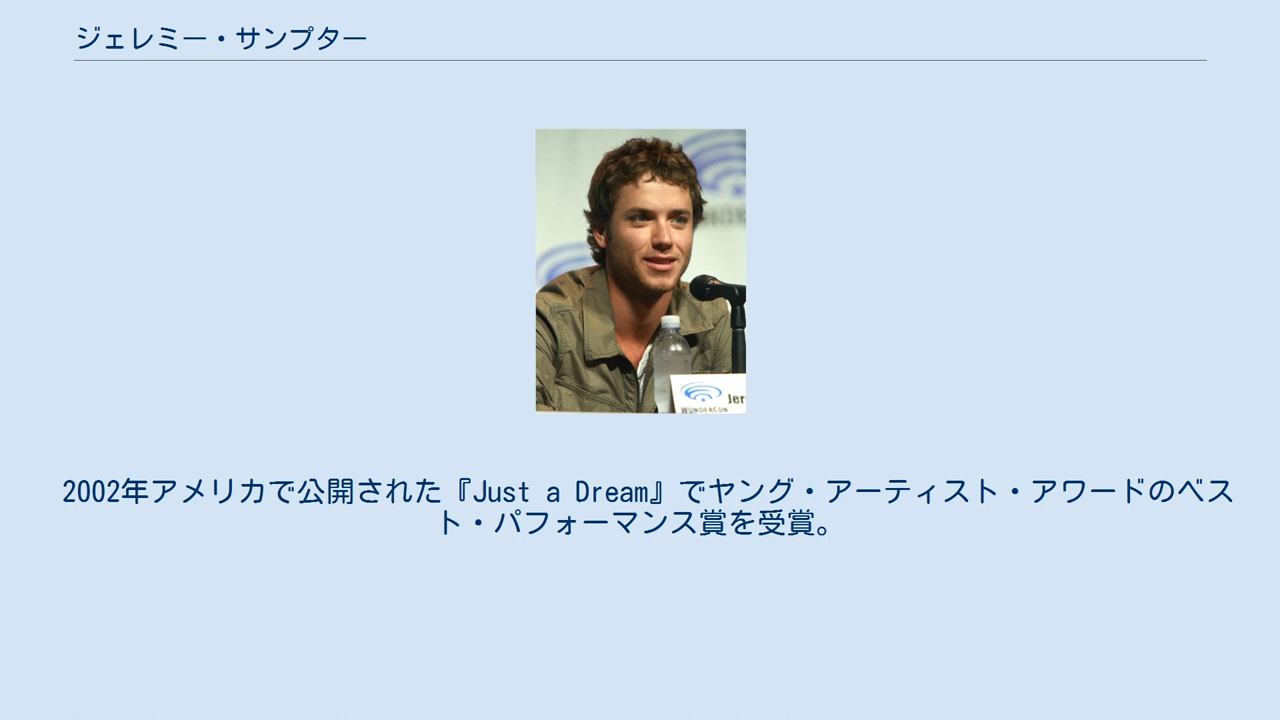 ジェレミー・サンプター
WONDERCON
Jer
2002年アメリカで公開された『Just a Dream』でヤング・アーティスト・アワードのベス
ト・パフォーマンス賞を受賞。